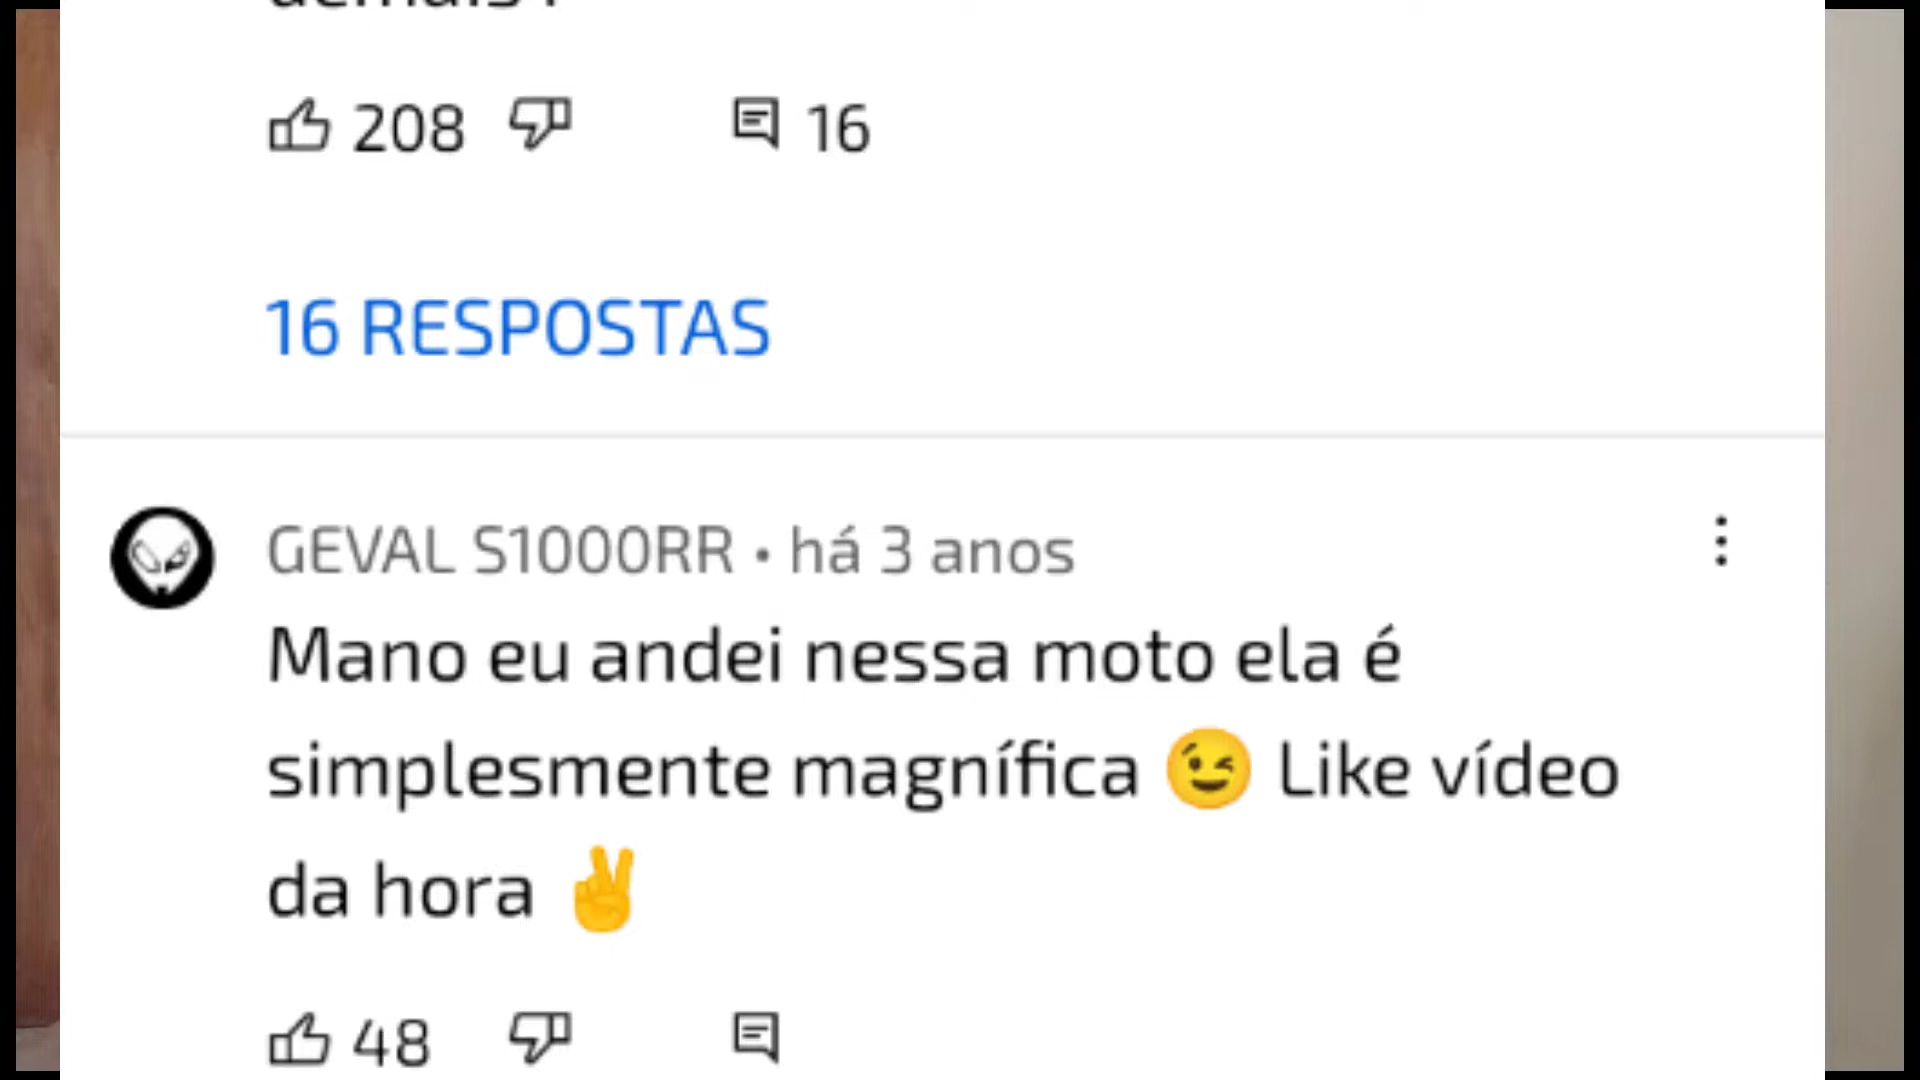 208 16
16 RESPOSTAS
GEVAL S1000RR • há 3 anos
Mano eu andei nessa moto ela é
simplesmente magnífica 😉 Like vídeo
da hora ✌
48